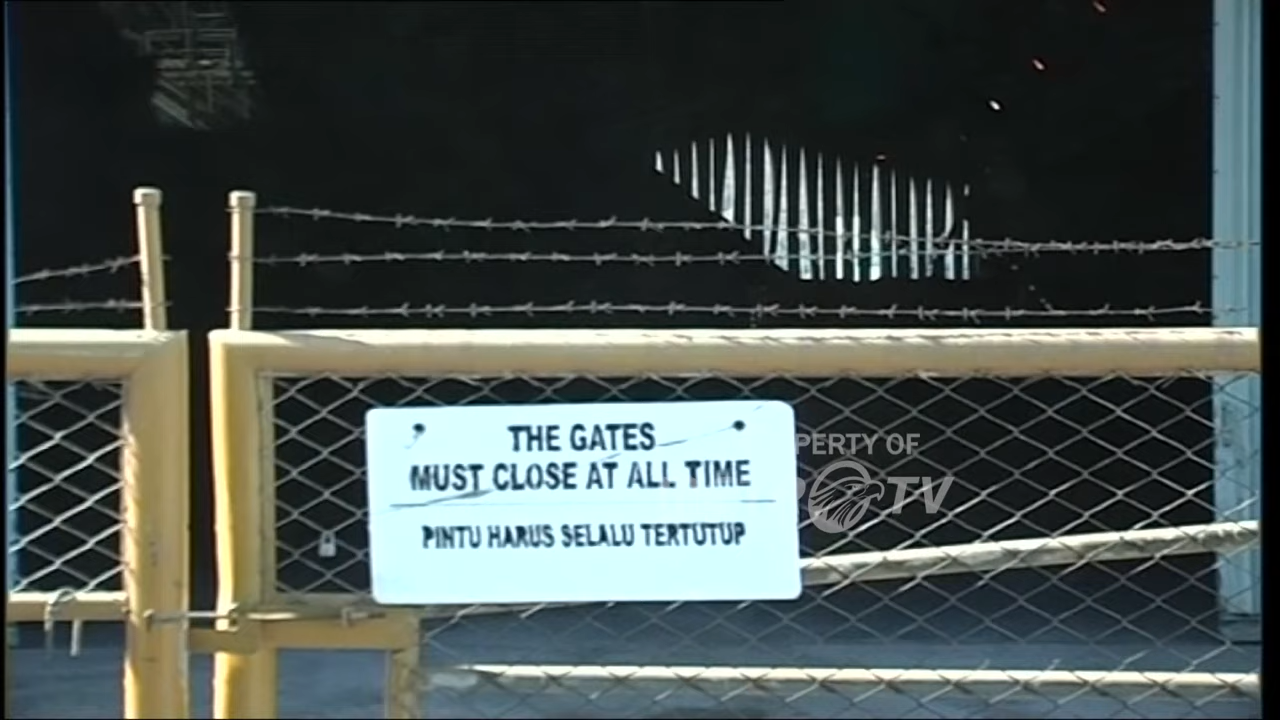 THE GATES
MUST CLOSE AT ALL TIME
PINTU HARUS SELALU TERTUTUP
PERTY OF
TV